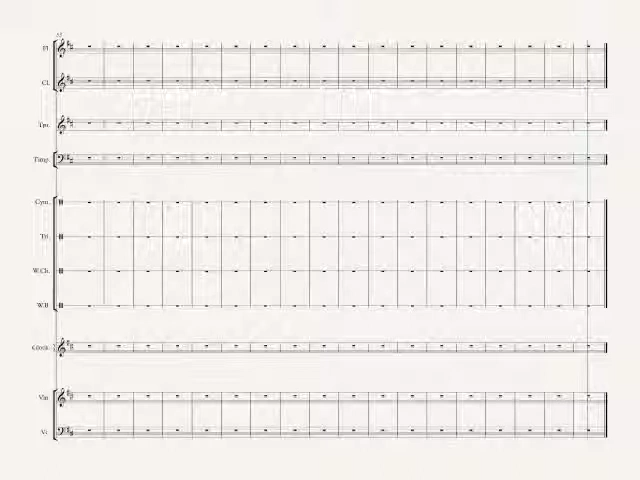 Fl.
Cl.
Tpt.
Timp.
Cym.
Tri.
W.Ch.
W.B.
Glock.
Vln.
Vc.